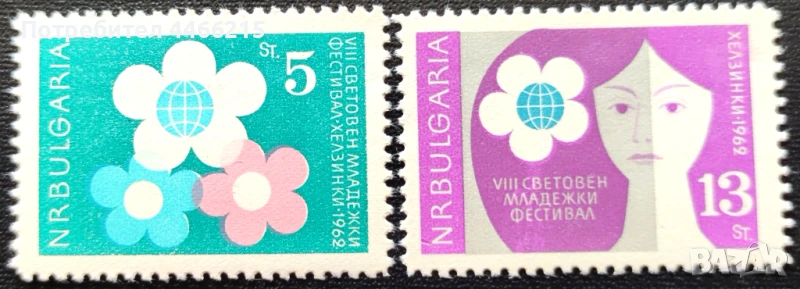 Потребител 4466215
NRBULGARIA
St. 5
VIII СВЕТОВЕН МЛАДЕЖКИ
ФЕСТИВАЛ·ХЕЛЗИНКИ·1962
NRBULGARIA
VIII СВЕТОВЕН
МЛАДЕЖКИ
ФЕСТИВАЛ
ХЕЛЗИНКИ·1962
13
ST.
BAZAR